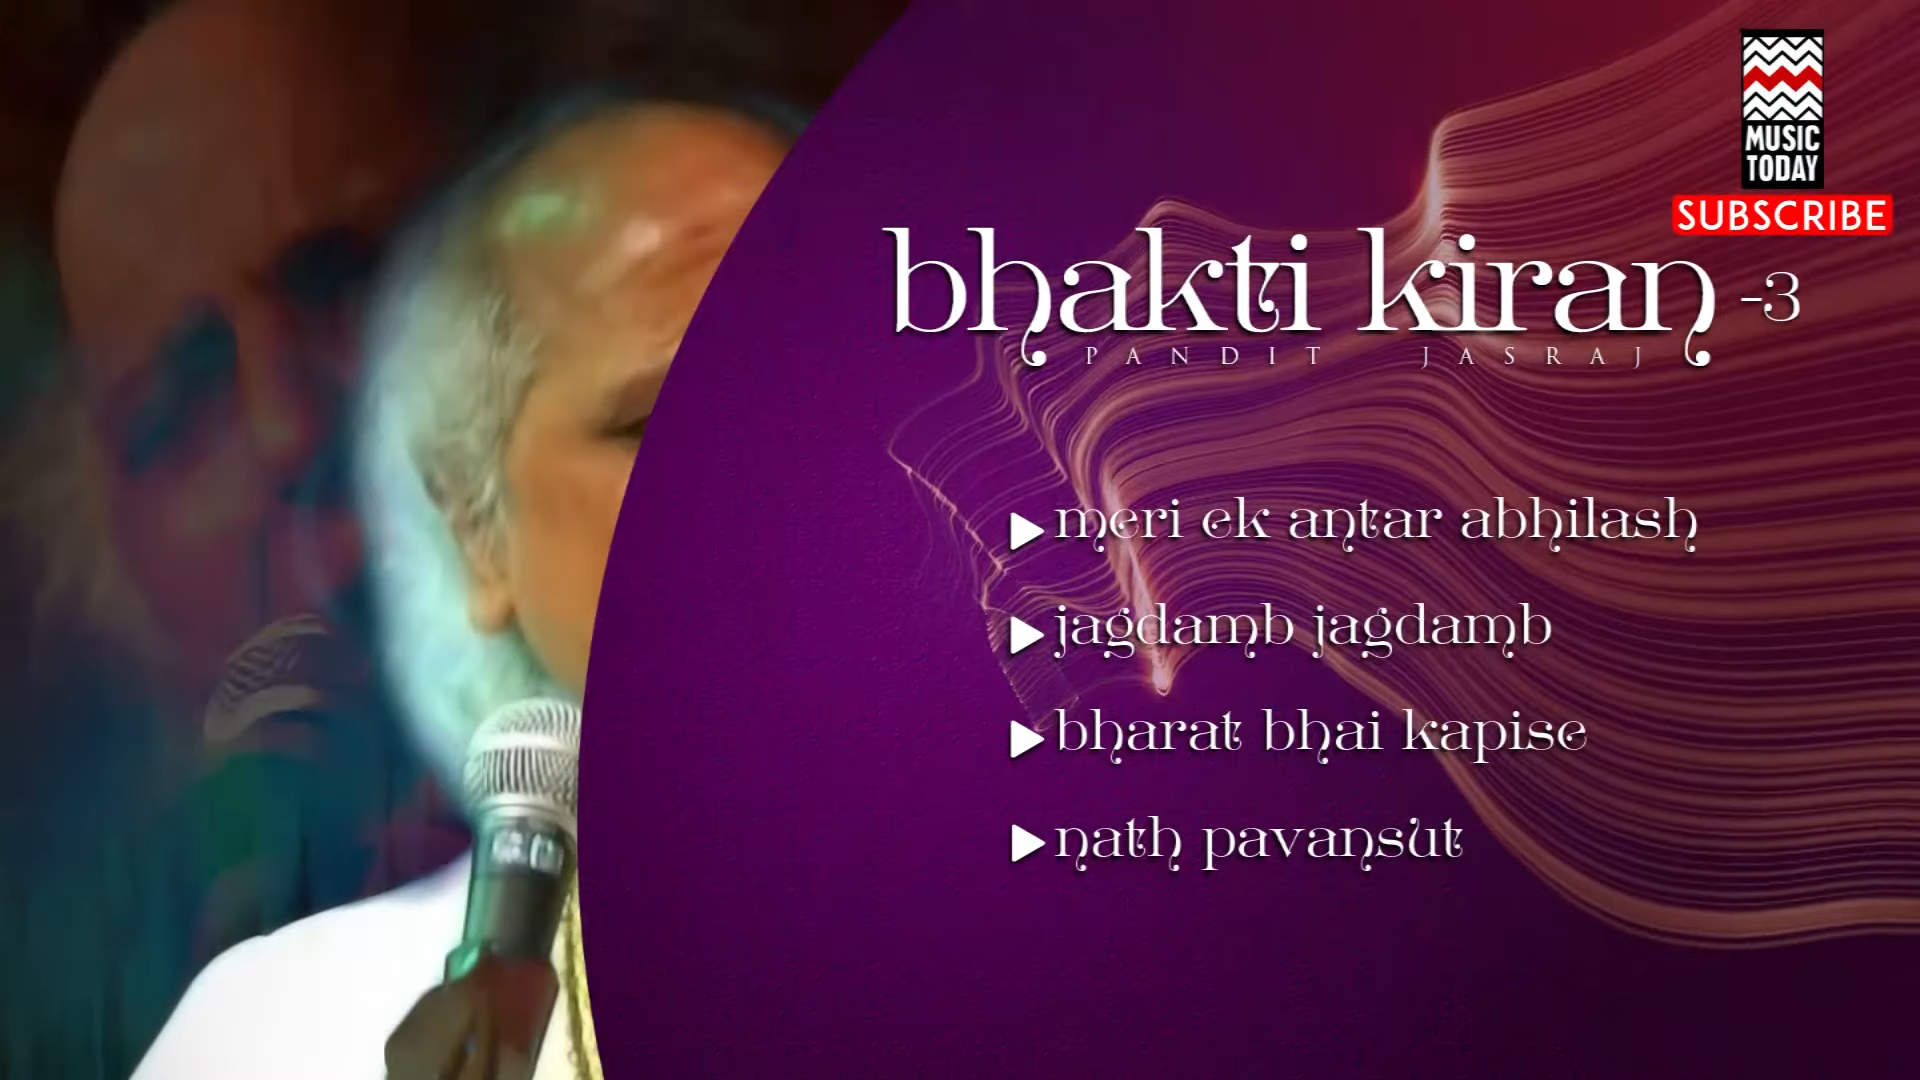 MUSIC
TODAY
SUBSCRIBE
bhakti kiran -3
PANDIT JASRAJ
meri ek antar abhilash
jagdamb jagdamb
bharat bhai kapise
nath pavansut